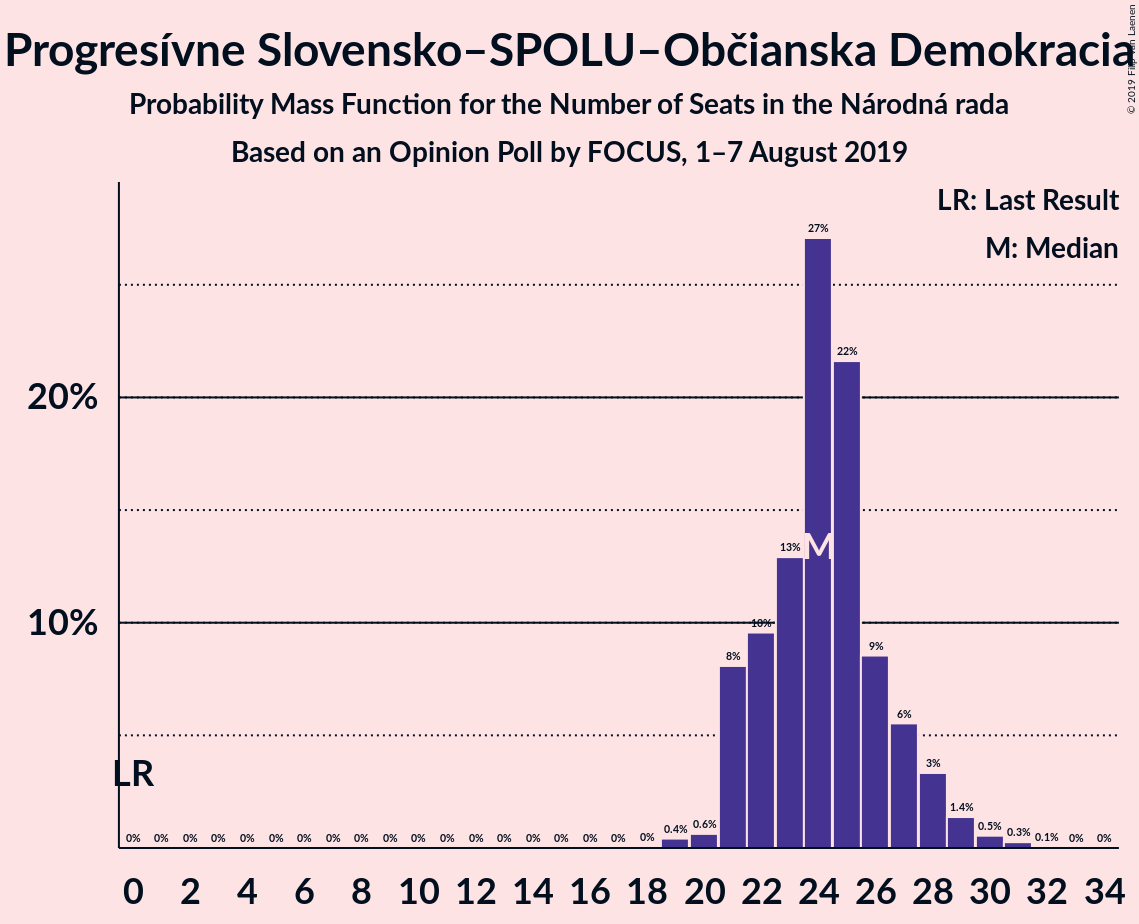 Progresívne Slovensko–SPOLU–Občianska Demokracia
Probability Mass Function for the Number of Seats in the Národná rada
Based on an Opinion Poll by FOCUS, 1–7 August 2019
© 2019 Filip van Laenen
LR: Last Result
M: Median
27%
22%
20%
13%
M
10%
10%
8%
9%
6%
3%
LR
0% 0% 0% 0% 0% 0% 0% 0% 0% 0% 0% 0% 0% 0% 0% 0% 0% 0% 0% 0.4% 0.6% 1.4% 0.5% 0.3% 0.1% 0% 0%
0 2 4 6 8 10 12 14 16 18 20 22 24 26 28 30 32 34